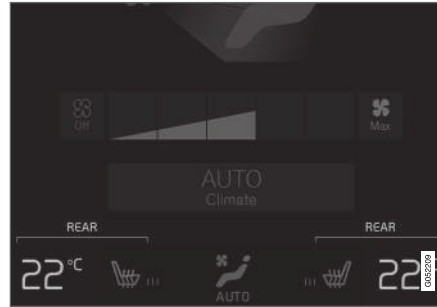 Off
Max
AUTO
Climate
REAR
REAR
22°C
22
AUTO
G052209